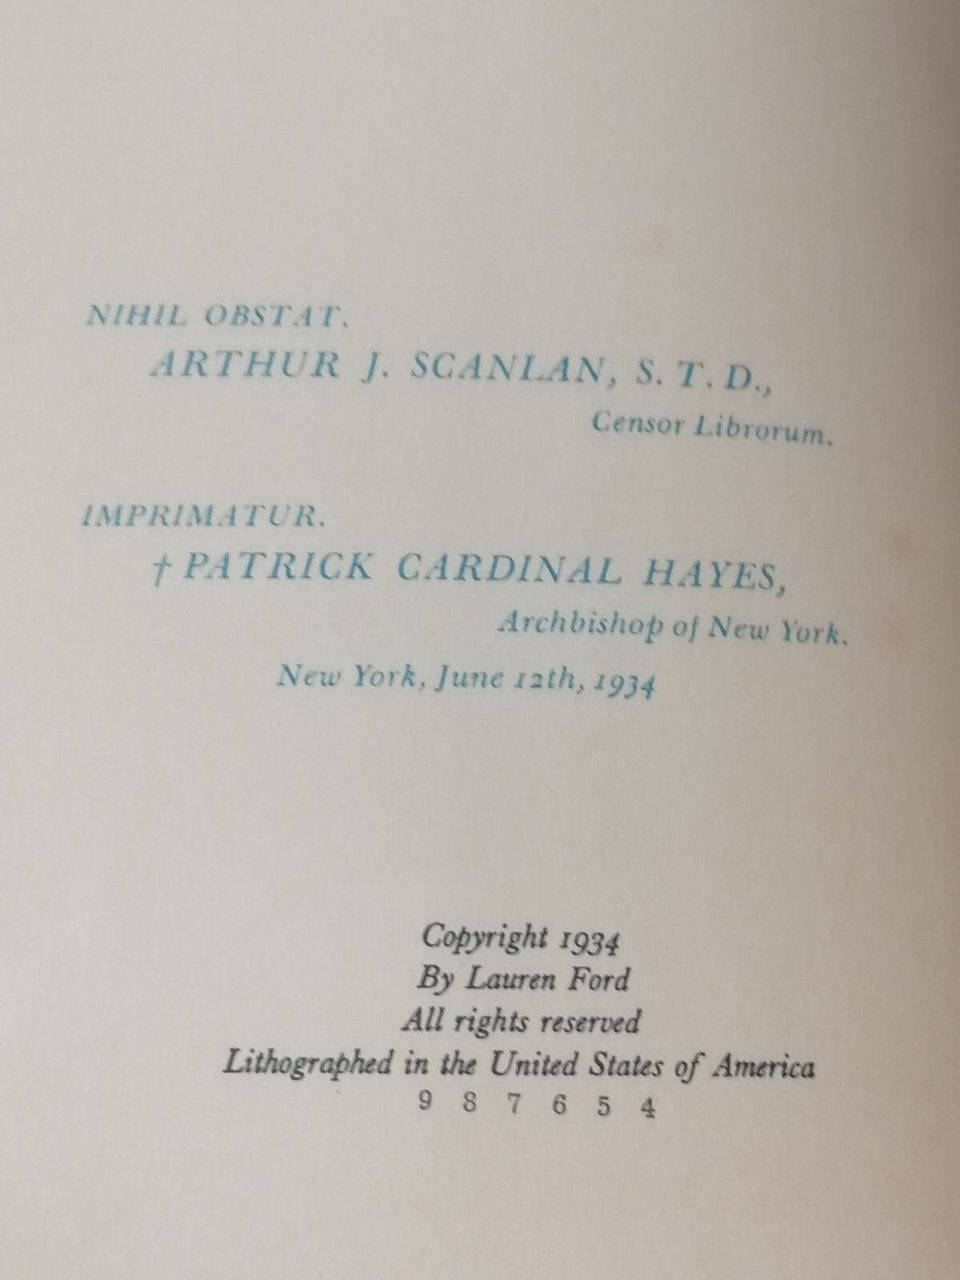 NIHIL OBSTAT.
ARTHUR J. SCANLAN, S. T. D.,
Censor Librorum.
IMPRIMATUR.
† PATRICK CARDINAL HAYES,
Archbishop of New York.
New York, June 12th, 1934
Copyright 1934
By Lauren Ford
All rights reserved
Lithographed in the United States of America
9 8 7 6 5 4